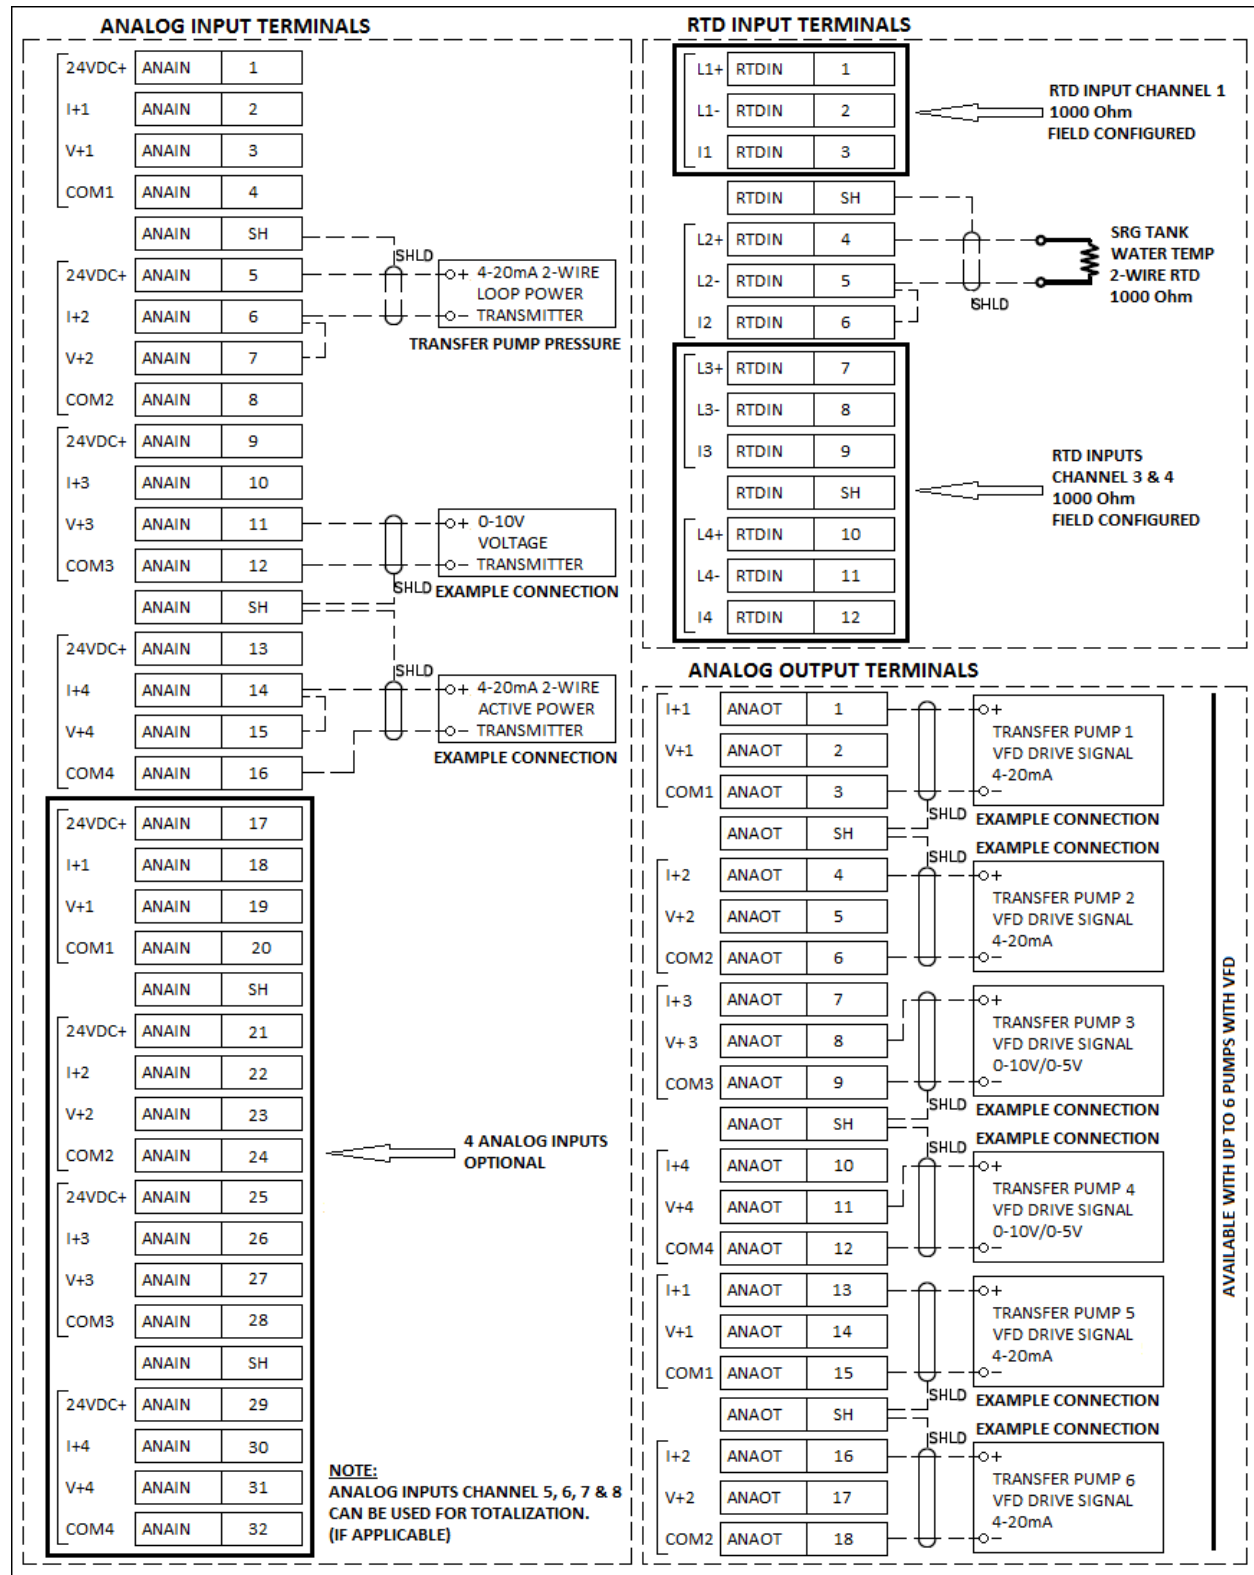 ANALOG INPUT TERMINALS
24VDC+ ANAIN 1
I+1 ANAIN 2
V+1 ANAIN 3
COM1 ANAIN 4
ANAIN SH
SHLD
24VDC+ ANAIN 5
I+2 ANAIN 6
V+2 ANAIN 7
COM2 ANAIN 8
+ 4-20mA 2-WIRE
LOOP POWER
− TRANSMITTER
TRANSFER PUMP PRESSURE
24VDC+ ANAIN 9
I+3 ANAIN 10
V+3 ANAIN 11
COM3 ANAIN 12
+ 0-10V
VOLTAGE
− TRANSMITTER
SHLD
EXAMPLE CONNECTION
ANAIN SH
24VDC+ ANAIN 13
I+4 ANAIN 14
V+4 ANAIN 15
COM4 ANAIN 16
SHLD
+ 4-20mA 2-WIRE
ACTIVE POWER
− TRANSMITTER
EXAMPLE CONNECTION
24VDC+ ANAIN 17
I+1 ANAIN 18
V+1 ANAIN 19
COM1 ANAIN 20
ANAIN SH
24VDC+ ANAIN 21
I+2 ANAIN 22
V+2 ANAIN 23
COM2 ANAIN 24
24VDC+ ANAIN 25
I+3 ANAIN 26
V+3 ANAIN 27
COM3 ANAIN 28
ANAIN SH
24VDC+ ANAIN 29
I+4 ANAIN 30
V+4 ANAIN 31
COM4 ANAIN 32
4 ANALOG INPUTS
OPTIONAL
NOTE:
ANALOG INPUTS CHANNEL 5, 6, 7 & 8
CAN BE USED FOR TOTALIZATION.
(IF APPLICABLE)
RTD INPUT TERMINALS
L1+ RTDIN 1
L1- RTDIN 2
I1 RTDIN 3
RTD INPUT CHANNEL 1
1000 Ohm
FIELD CONFIGURED
RTDIN SH
L2+ RTDIN 4
L2- RTDIN 5
I2 RTDIN 6
SHLD
SRG TANK
WATER TEMP
2-WIRE RTD
1000 Ohm
L3+ RTDIN 7
L3- RTDIN 8
I3 RTDIN 9
RTDIN SH
L4+ RTDIN 10
L4- RTDIN 11
I4 RTDIN 12
RTD INPUTS
CHANNEL 3 & 4
1000 Ohm
FIELD CONFIGURED
ANALOG OUTPUT TERMINALS
I+1 ANAOT 1
V+1 ANAOT 2
COM1 ANAOT 3
+
TRANSFER PUMP 1
VFD DRIVE SIGNAL
4-20mA
−
SHLD
EXAMPLE CONNECTION
ANAOT SH
EXAMPLE CONNECTION
SHLD
I+2 ANAOT 4
V+2 ANAOT 5
COM2 ANAOT 6
+
TRANSFER PUMP 2
VFD DRIVE SIGNAL
4-20mA
−
I+3 ANAOT 7
V+ 3 ANAOT 8
COM3 ANAOT 9
+
TRANSFER PUMP 3
VFD DRIVE SIGNAL
0-10V/0-5V
−
SHLD
EXAMPLE CONNECTION
ANAOT SH
EXAMPLE CONNECTION
SHLD
I+4 ANAOT 10
V+4 ANAOT 11
COM4 ANAOT 12
+
TRANSFER PUMP 4
VFD DRIVE SIGNAL
0-10V/0-5V
−
I+1 ANAOT 13
V+1 ANAOT 14
COM1 ANAOT 15
+
TRANSFER PUMP 5
VFD DRIVE SIGNAL
4-20mA
−
SHLD
EXAMPLE CONNECTION
ANAOT SH
EXAMPLE CONNECTION
SHLD
I+2 ANAOT 16
V+2 ANAOT 17
COM2 ANAOT 18
+
TRANSFER PUMP 6
VFD DRIVE SIGNAL
4-20mA
−
AVAILABLE WITH UP TO 6 PUMPS WITH VFD